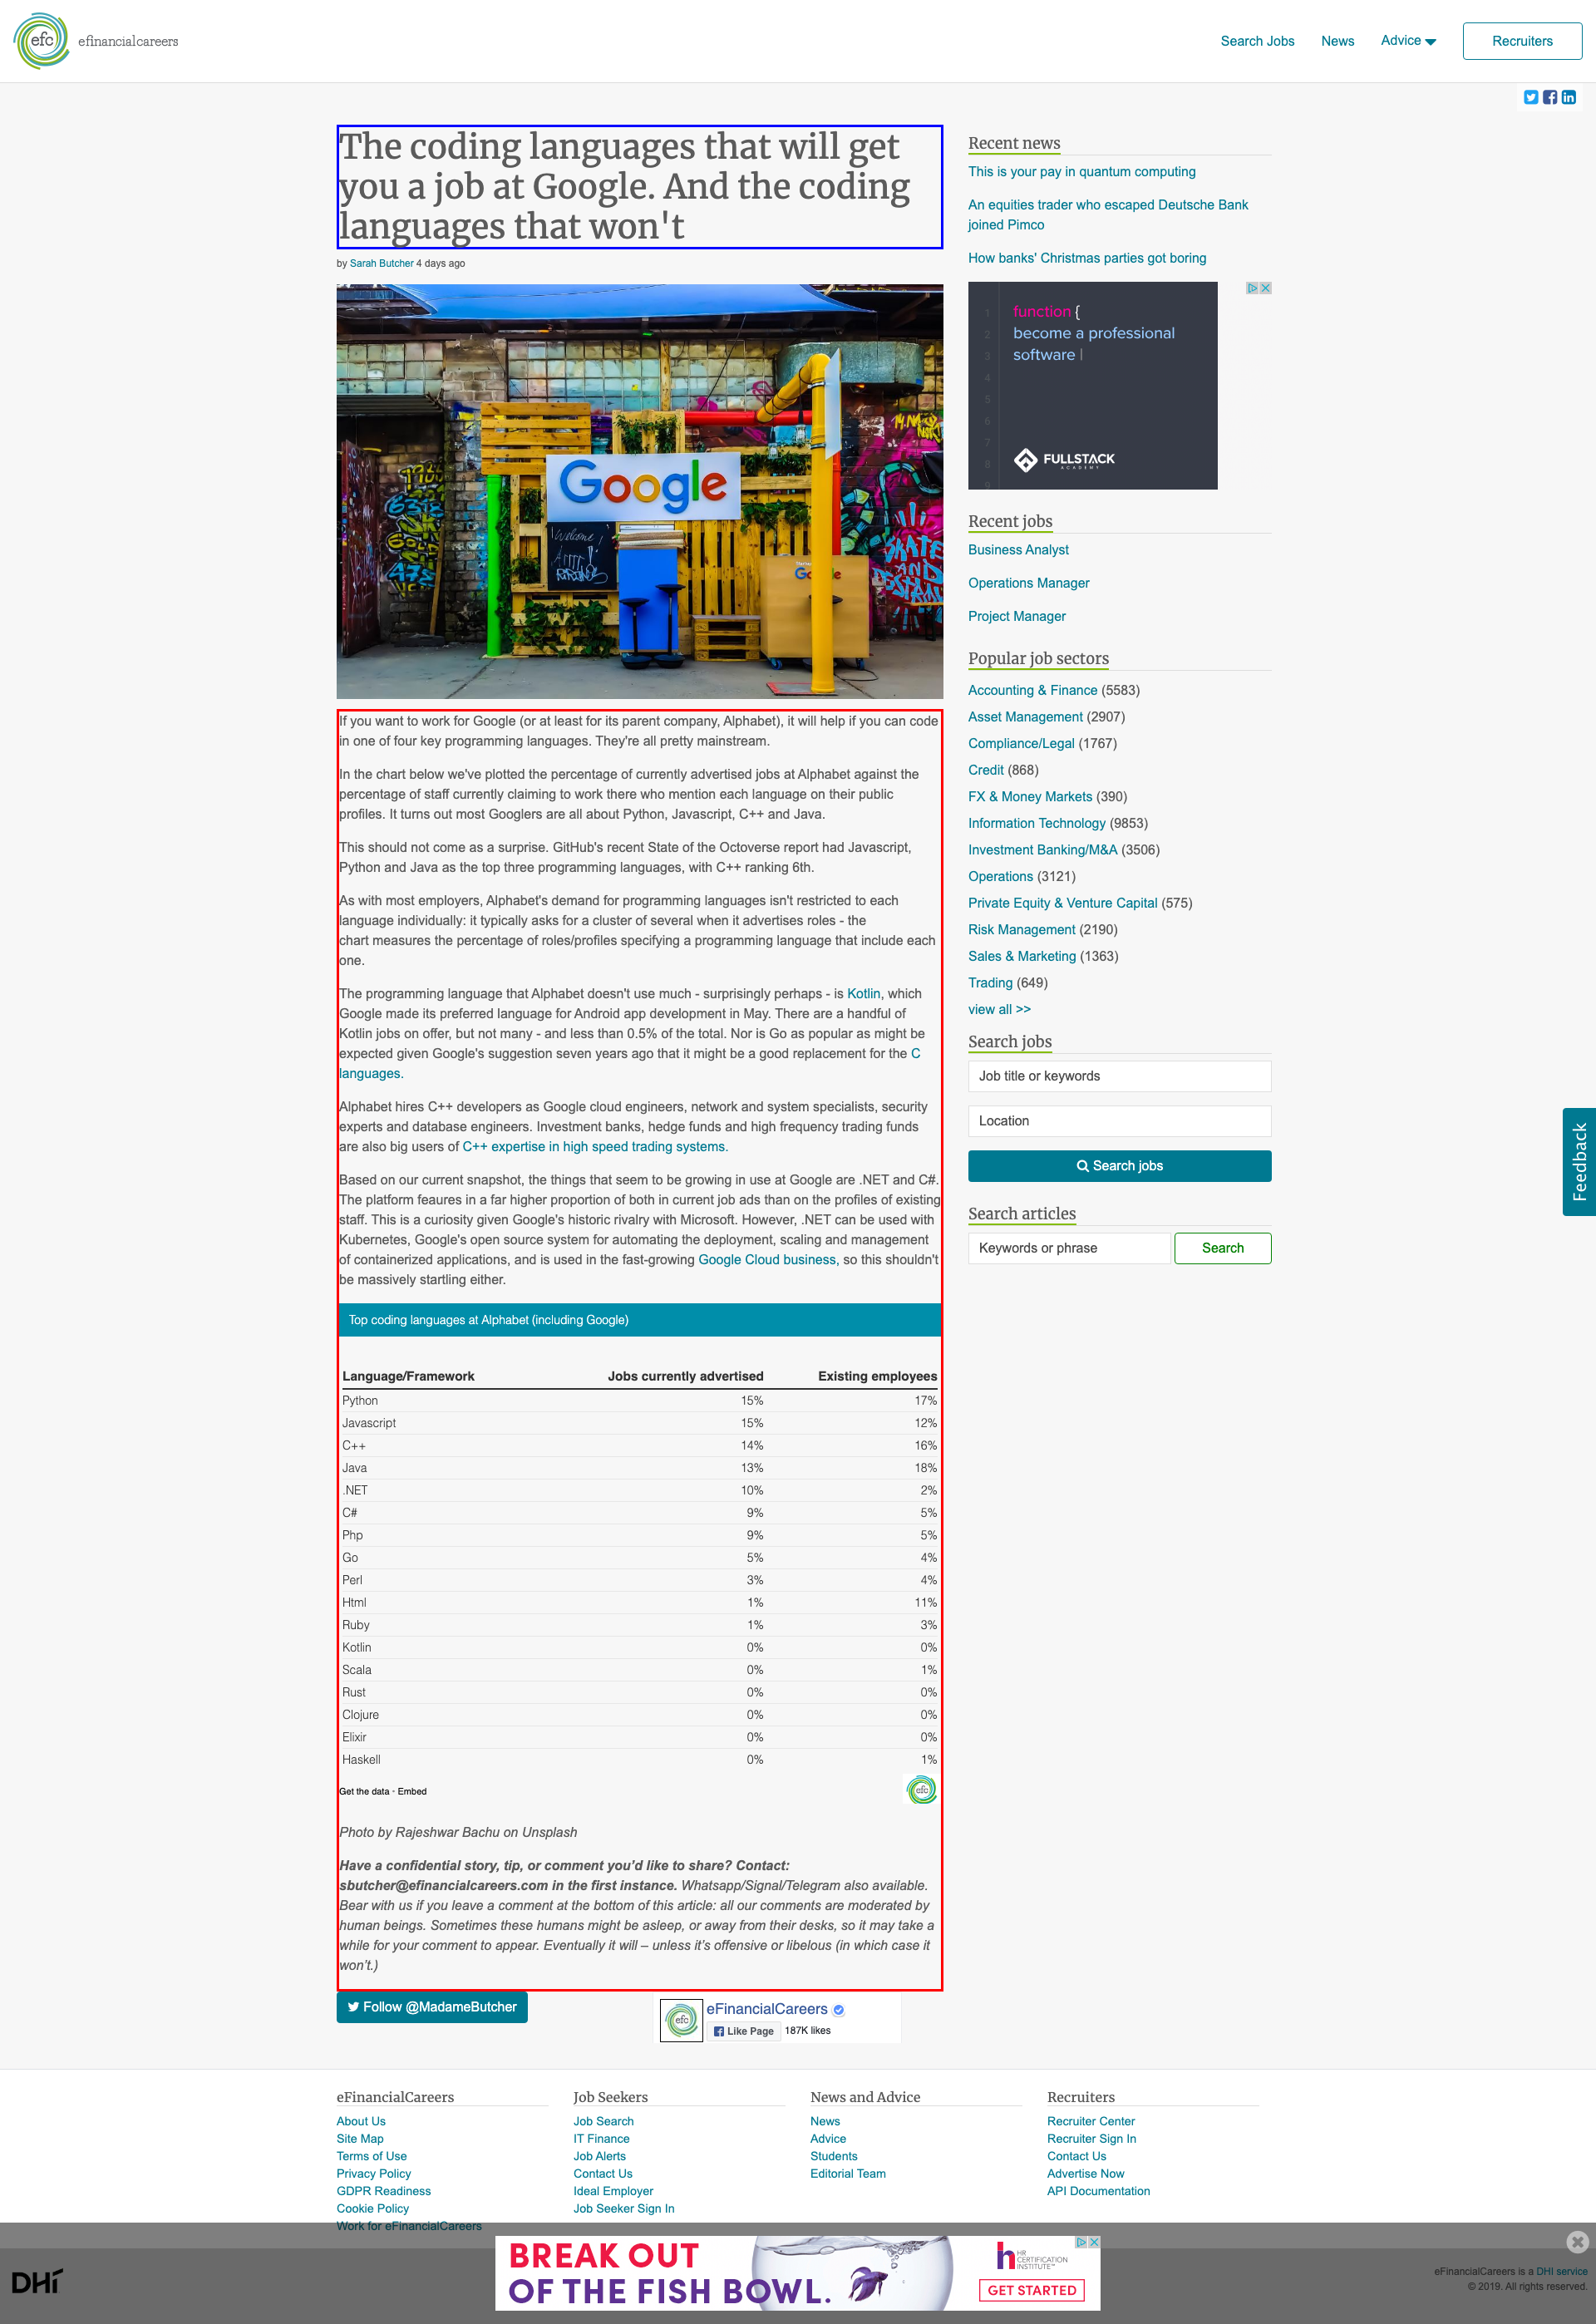 efc
efinancialcareers
Search Jobs
News
Advice
Recruiters
The coding languages that will get
you a job at Google. And the coding
languages that won't
by Sarah Butcher 4 days ago
Google
Welcome
If you want to work for Google (or at least for its parent company, Alphabet), it will help if you can code
in one of four key programming languages. They're all pretty mainstream.
In the chart below we've plotted the percentage of currently advertised jobs at Alphabet against the
percentage of staff currently claiming to work there who mention each language on their public
profiles. It turns out most Googlers are all about Python, Javascript, C++ and Java.
This should not come as a surprise. GitHub's recent State of the Octoverse report had Javascript,
Python and Java as the top three programming languages, with C++ ranking 6th.
As with most employers, Alphabet's demand for programming languages isn't restricted to each
language individually: it typically asks for a cluster of several when it advertises roles - the
chart measures the percentage of roles/profiles specifying a programming language that include each
one.
The programming language that Alphabet doesn't use much - surprisingly perhaps - is Kotlin, which
Google made its preferred language for Android app development in May. There are a handful of
Kotlin jobs on offer, but not many - and less than 0.5% of the total. Nor is Go as popular as might be
expected given Google's suggestion seven years ago that it might be a good replacement for the C
languages.
Alphabet hires C++ developers as Google cloud engineers, network and system specialists, security
experts and database engineers. Investment banks, hedge funds and high frequency trading funds
are also big users of C++ expertise in high speed trading systems.
Based on our current snapshot, the things that seem to be growing in use at Google are .NET and C#.
The platform feaures in a far higher proportion of both in current job ads than on the profiles of existing
staff. This is a curiosity given Google's historic rivalry with Microsoft. However, .NET can be used with
Kubernetes, Google's open source system for automating the deployment, scaling and management
of containerized applications, and is used in the fast-growing Google Cloud business, so this shouldn't
be massively startling either.
Top coding languages at Alphabet (including Google)
Language/Framework Jobs currently advertised Existing employees
Python 15% 17%
Javascript 15% 12%
C++ 14% 16%
Java 13% 18%
.NET 10% 2%
C# 9% 5%
Php 9% 5%
Go 5% 4%
Perl 3% 4%
Html 1% 11%
Ruby 1% 3%
Kotlin 0% 0%
Scala 0% 1%
Rust 0% 0%
Clojure 0% 0%
Elixir 0% 0%
Haskell 0% 1%
Get the data · Embed
efc
Photo by Rajeshwar Bachu on Unsplash
Have a confidential story, tip, or comment you’d like to share? Contact:
sbutcher@efinancialcareers.com in the first instance. Whatsapp/Signal/Telegram also available.
Bear with us if you leave a comment at the bottom of this article: all our comments are moderated by
human beings. Sometimes these humans might be asleep, or away from their desks, so it may take a
while for your comment to appear. Eventually it will – unless it’s offensive or libelous (in which case it
won’t.)
Follow @MadameButcher
efc
eFinancialCareers
Like Page
187K likes
Recent news
This is your pay in quantum computing
An equities trader who escaped Deutsche Bank
joined Pimco
How banks' Christmas parties got boring
1 function {
2 become a professional
3 software |
4
5
6
7
8
9
FULLSTACK
ACADEMY
Recent jobs
Business Analyst
Operations Manager
Project Manager
Popular job sectors
Accounting & Finance (5583)
Asset Management (2907)
Compliance/Legal (1767)
Credit (868)
FX & Money Markets (390)
Information Technology (9853)
Investment Banking/M&A (3506)
Operations (3121)
Private Equity & Venture Capital (575)
Risk Management (2190)
Sales & Marketing (1363)
Trading (649)
view all >>
Search jobs
Job title or keywords
Location
Search jobs
Search articles
Keywords or phrase
Search
Feedback
eFinancialCareers
About Us
Site Map
Terms of Use
Privacy Policy
GDPR Readiness
Cookie Policy
Work for eFinancialCareers
Job Seekers
Job Search
IT Finance
Job Alerts
Contact Us
Ideal Employer
Job Seeker Sign In
News and Advice
News
Advice
Students
Editorial Team
Recruiters
Recruiter Center
Recruiter Sign In
Contact Us
Advertise Now
API Documentation
DHI
BREAK OUT
OF THE FISH BOWL.
HR
CERTIFICATION
INSTITUTE™
GET STARTED
eFinancialCareers is a DHI service
© 2019. All rights reserved.